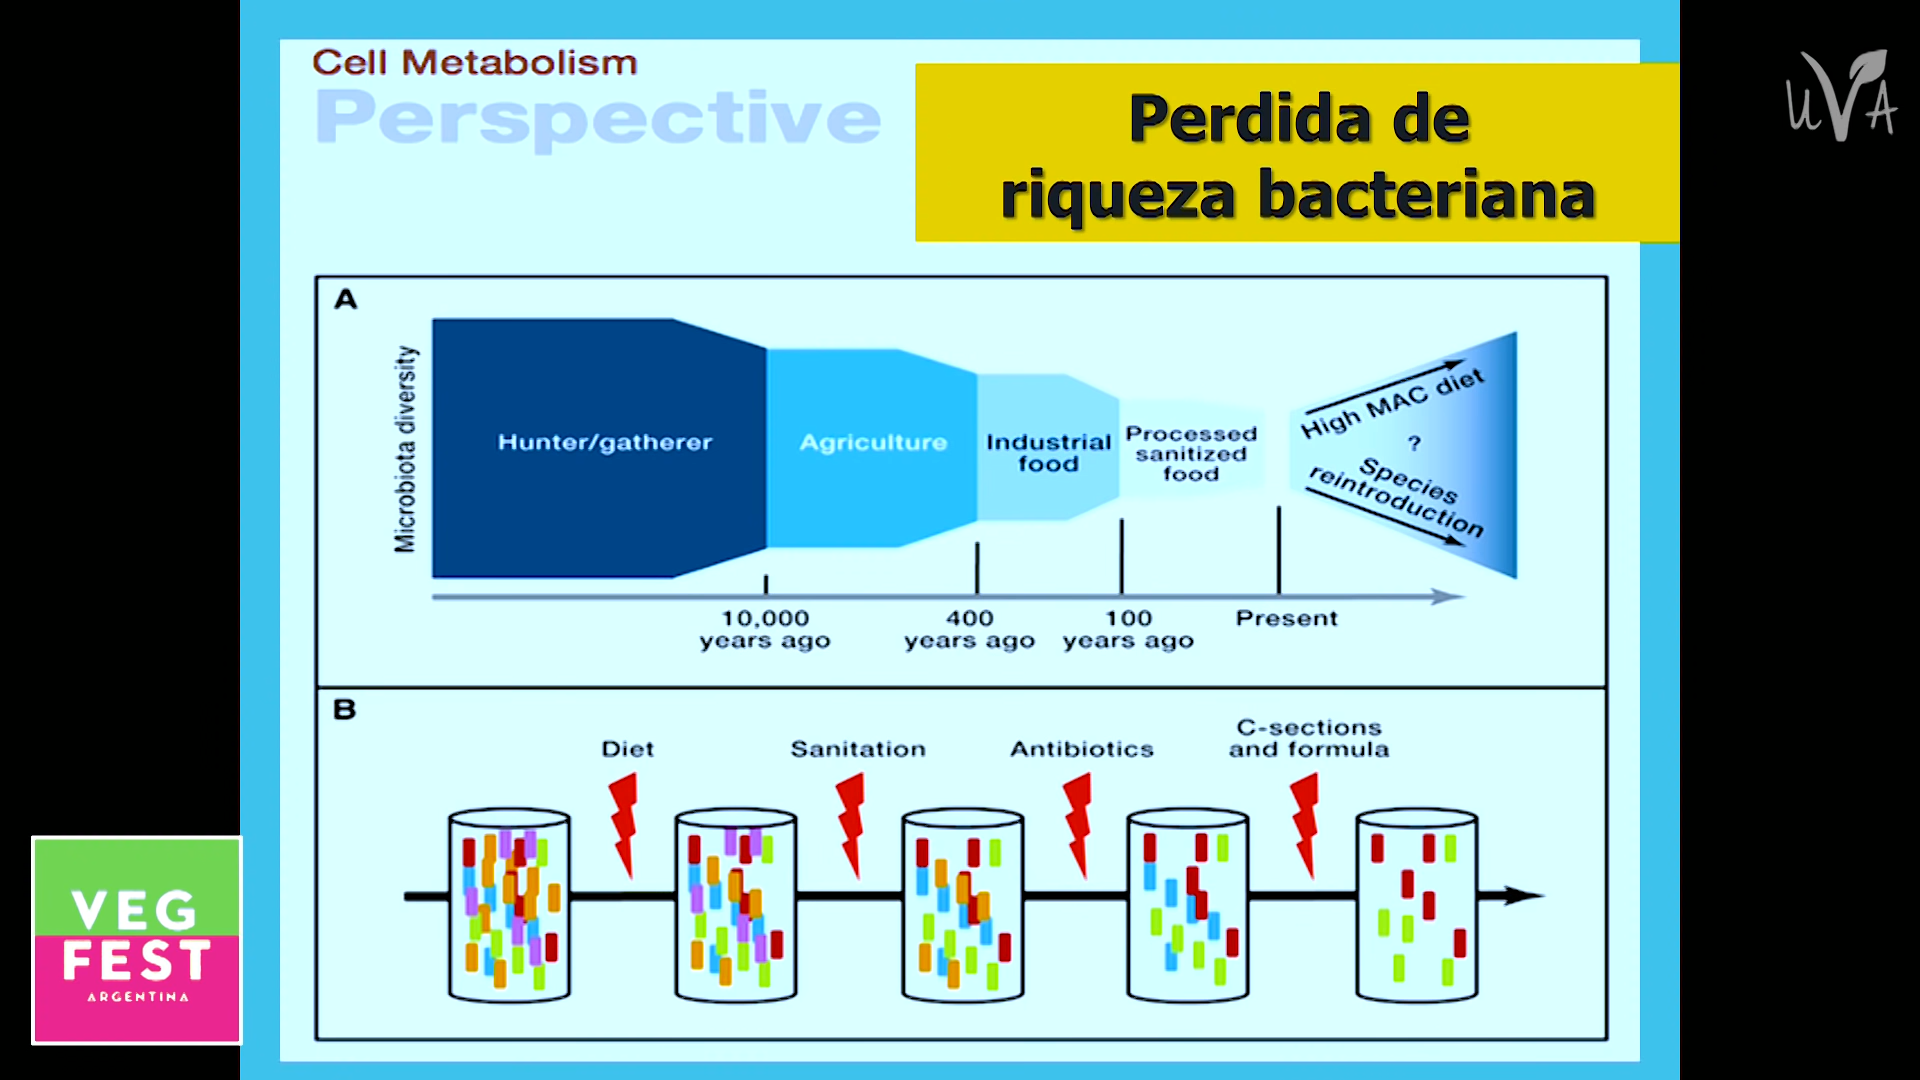 Cell Metabolism
Perspective
Perdida de
riqueza bacteriana
UVA
A
Microbiota diversity
Hunter/gatherer
Agriculture
Industrial
food
Processed
sanitized
food
High MAC diet
?
Species
reintroduction
10,000
years ago
400
years ago
100
years ago
Present
B
Diet
Sanitation
Antibiotics
C-sections
and formula
VEG
FEST
ARGENTINA